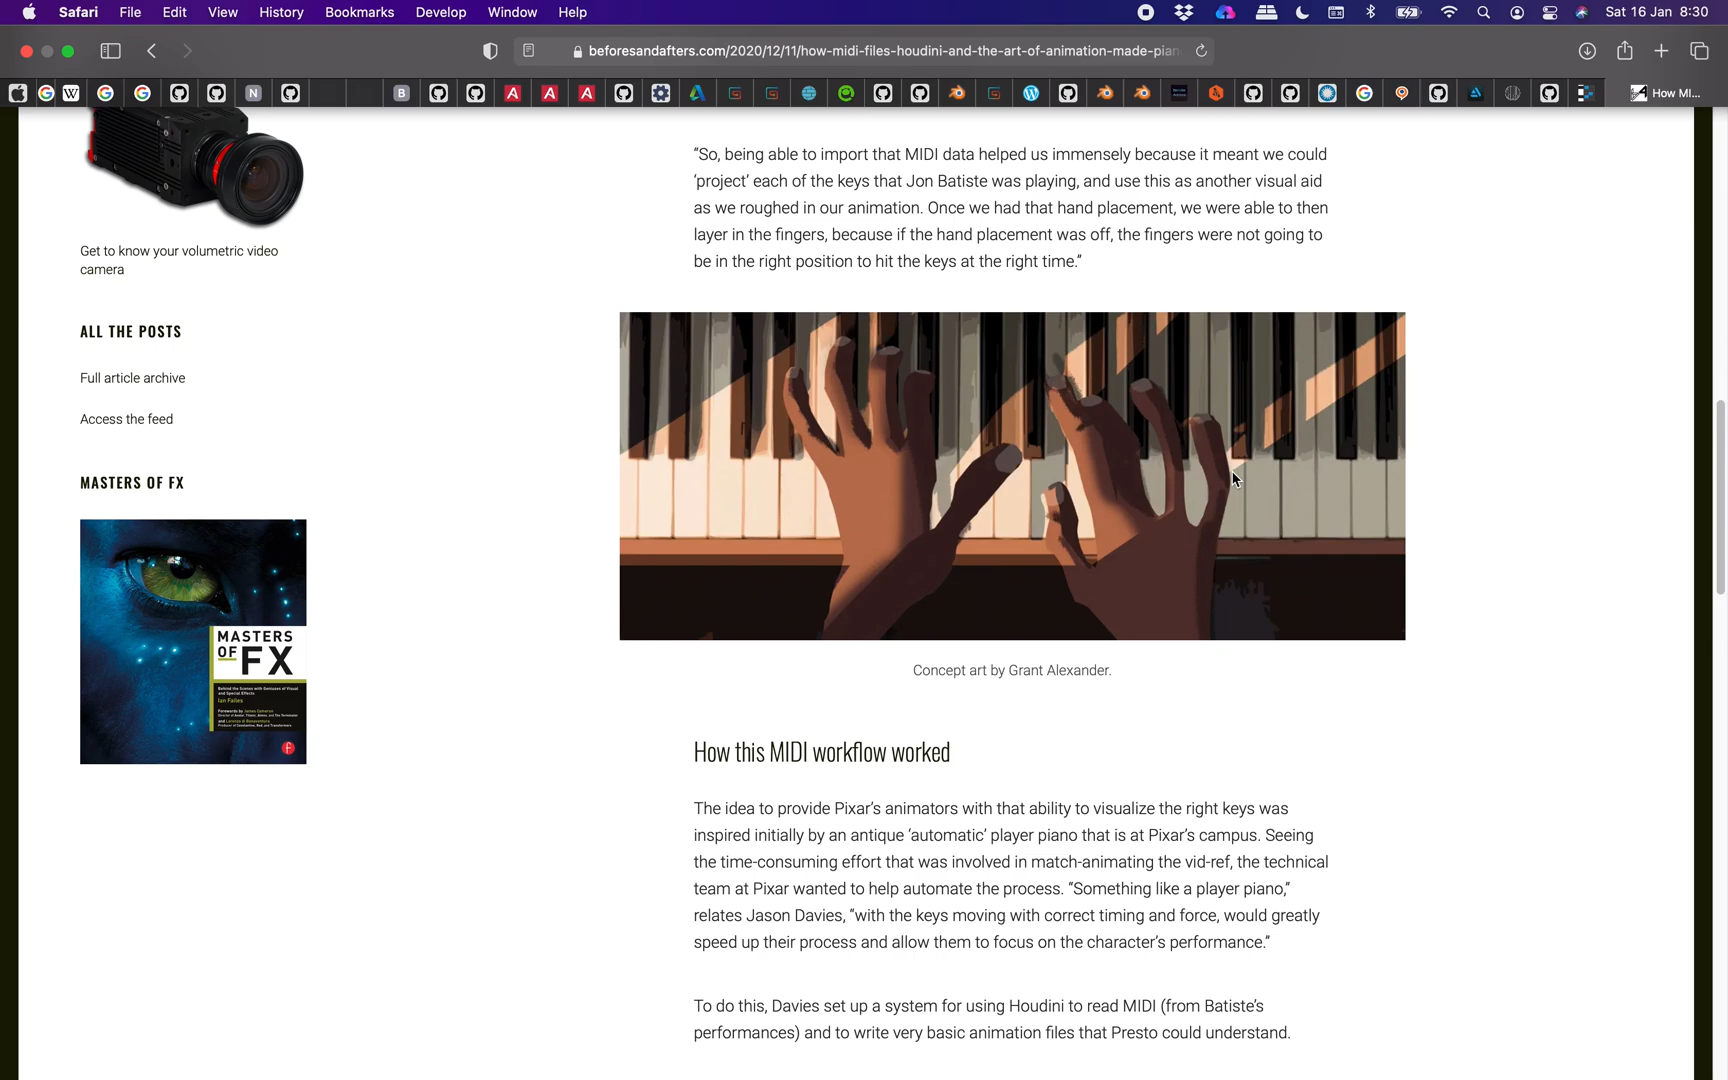 Safari File Edit View History Bookmarks Develop Window Help Sat 16 Jan 8:30
beforesandafters.com/2020/12/11/how-midi-files-houdini-and-the-art-of-animation-made-pian
How MI...
Get to know your volumetric video
camera
ALL THE POSTS
Full article archive
Access the feed
MASTERS OF FX
MASTERS
OF FX
Behind the Scenes with Geniuses of Visual
and Special Effects
Ian Failes
“So, being able to import that MIDI data helped us immensely because it meant we could
‘project’ each of the keys that Jon Batiste was playing, and use this as another visual aid
as we roughed in our animation. Once we had that hand placement, we were able to then
layer in the fingers, because if the hand placement was off, the fingers were not going to
be in the right position to hit the keys at the right time.”
Concept art by Grant Alexander.
How this MIDI workflow worked
The idea to provide Pixar’s animators with that ability to visualize the right keys was
inspired initially by an antique ‘automatic’ player piano that is at Pixar’s campus. Seeing
the time-consuming effort that was involved in match-animating the vid-ref, the technical
team at Pixar wanted to help automate the process. “Something like a player piano,”
relates Jason Davies, “with the keys moving with correct timing and force, would greatly
speed up their process and allow them to focus on the character’s performance.”
To do this, Davies set up a system for using Houdini to read MIDI (from Batiste’s
performances) and to write very basic animation files that Presto could understand.